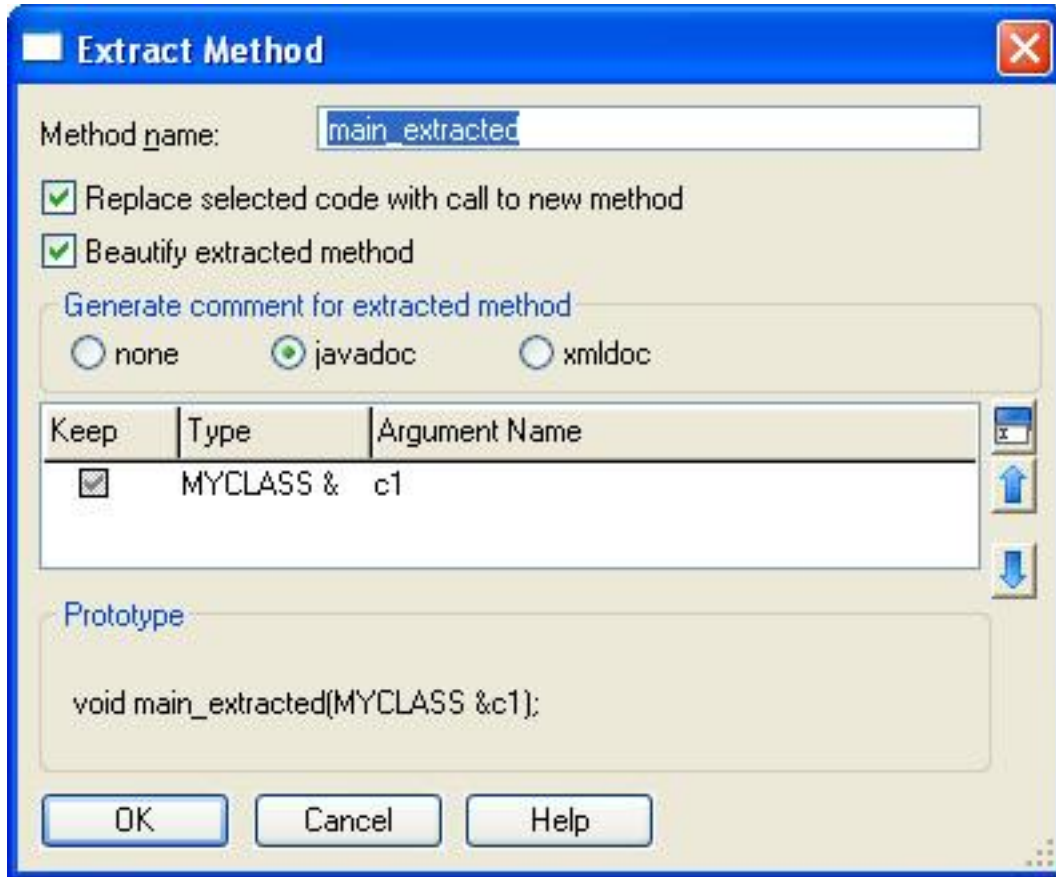 Extract Method
Method name: main_extracted
Replace selected code with call to new method
Beautify extracted method
Generate comment for extracted method
none javadoc xmldoc
Keep Type Argument Name
MYCLASS & c1
Prototype
void main_extracted(MYCLASS &c1);
OK Cancel Help